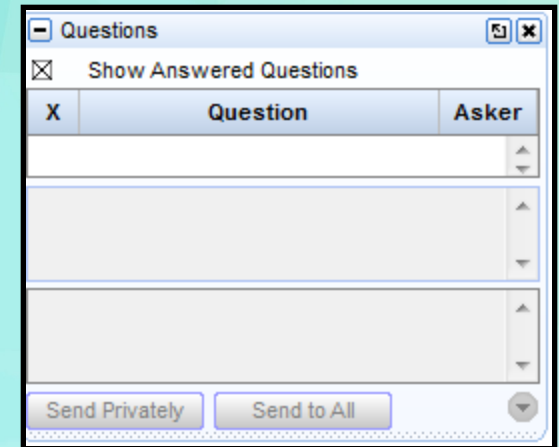 Questions
Show Answered Questions
X Question Asker
Send Privately Send to All